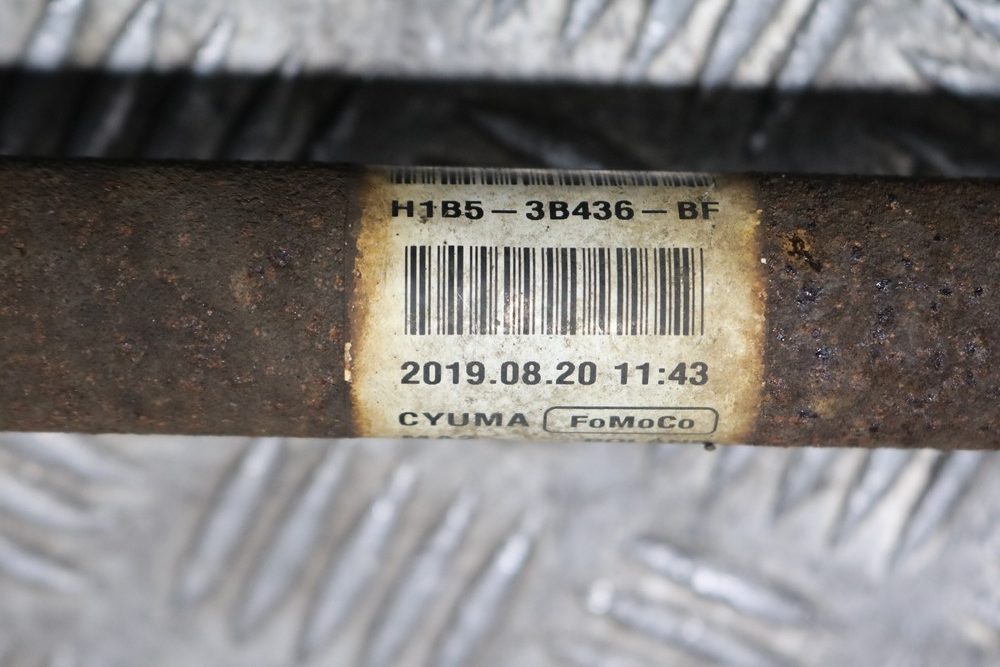 H1B5-3B436-BF
2019.08.20 11:43
CYUMA FoMoCo